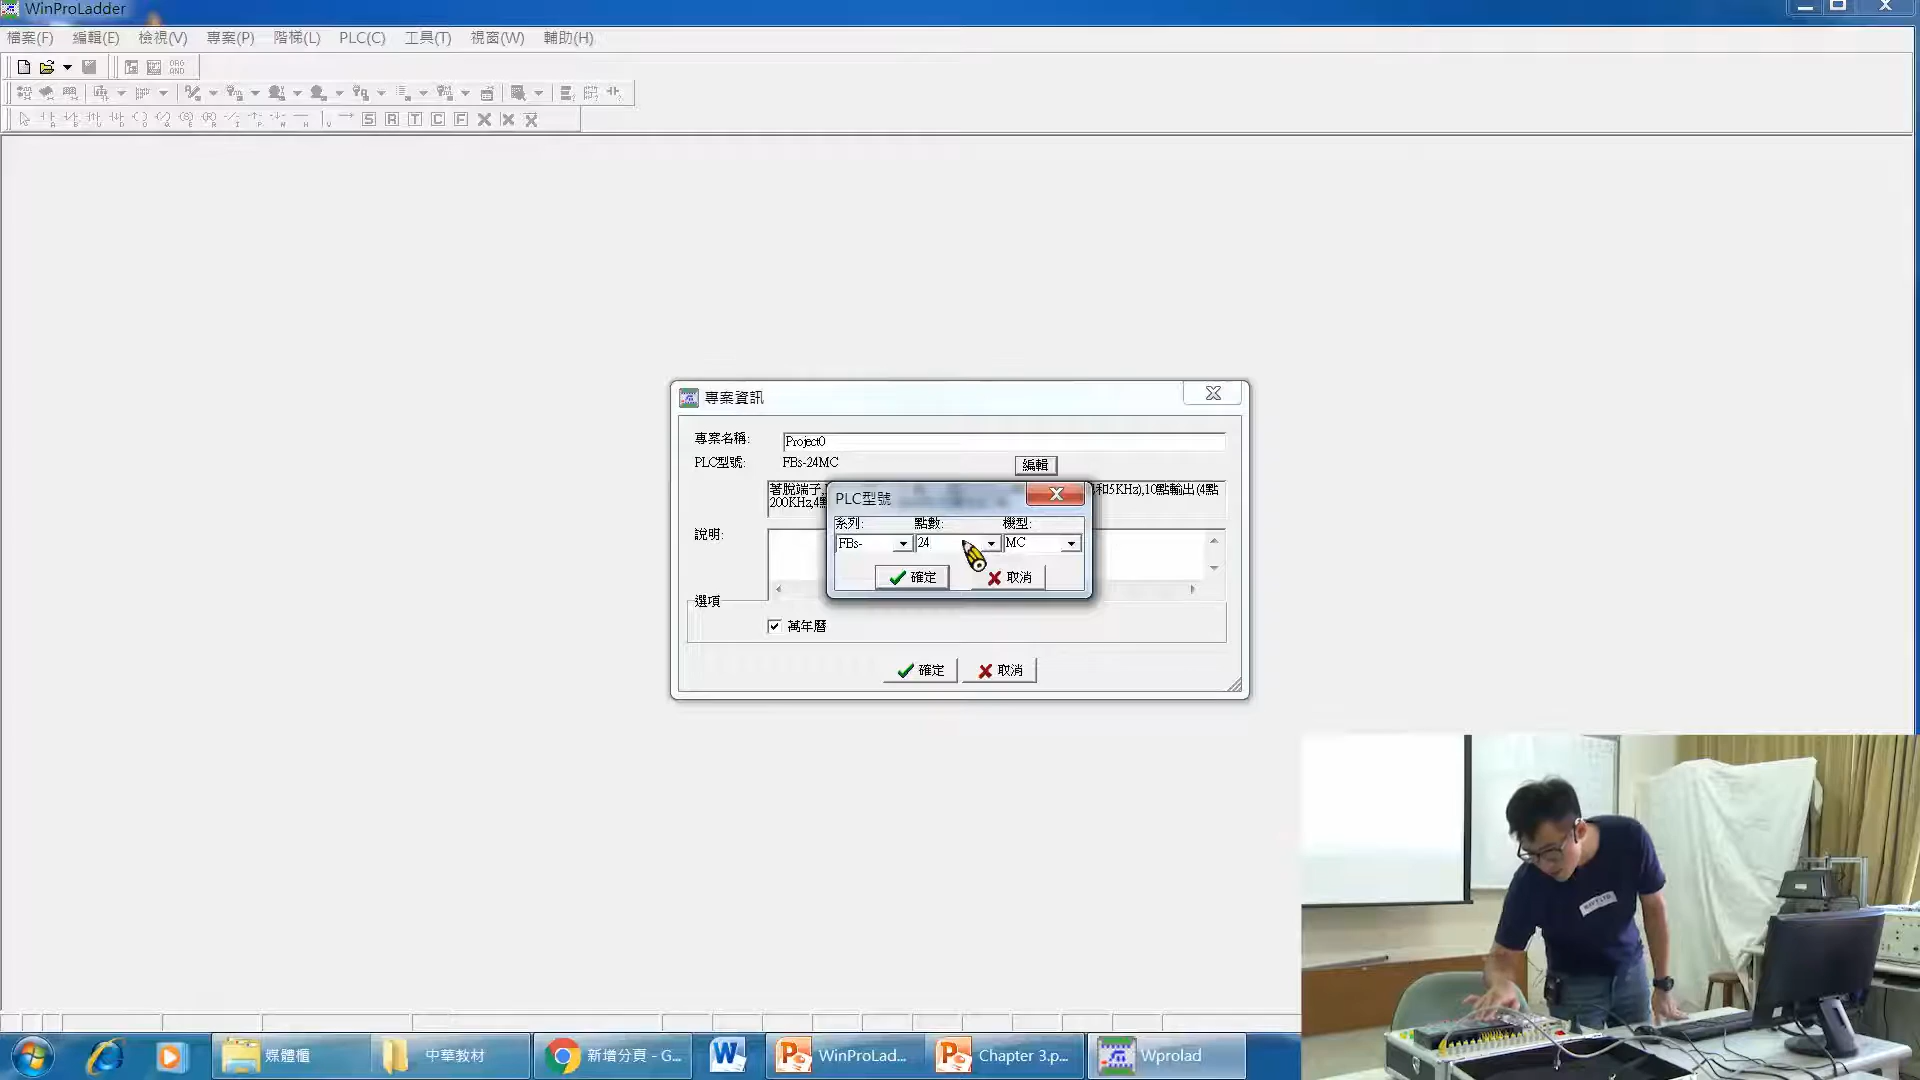 WinProLadder
檔案(F) 編輯(E) 檢視(V) 專案(P) 階梯(L) PLC(C) 工具(T) 視窗(W) 輔助(H)
S R T C F
專案資訊
專案名稱: Project0
PLC型號: FBs-24MC 編輯
著脫端子, 和5KHz),10點輸出(4點
200KHz,4點
PLC型號
系列: 點數: 機型:
FBs- 24 MC
確定 取消
說明:
選項
萬年曆
確定 取消
媒體櫃 中華教材 新增分頁 - G... WinProLad... Chapter 3.p... Wprolad